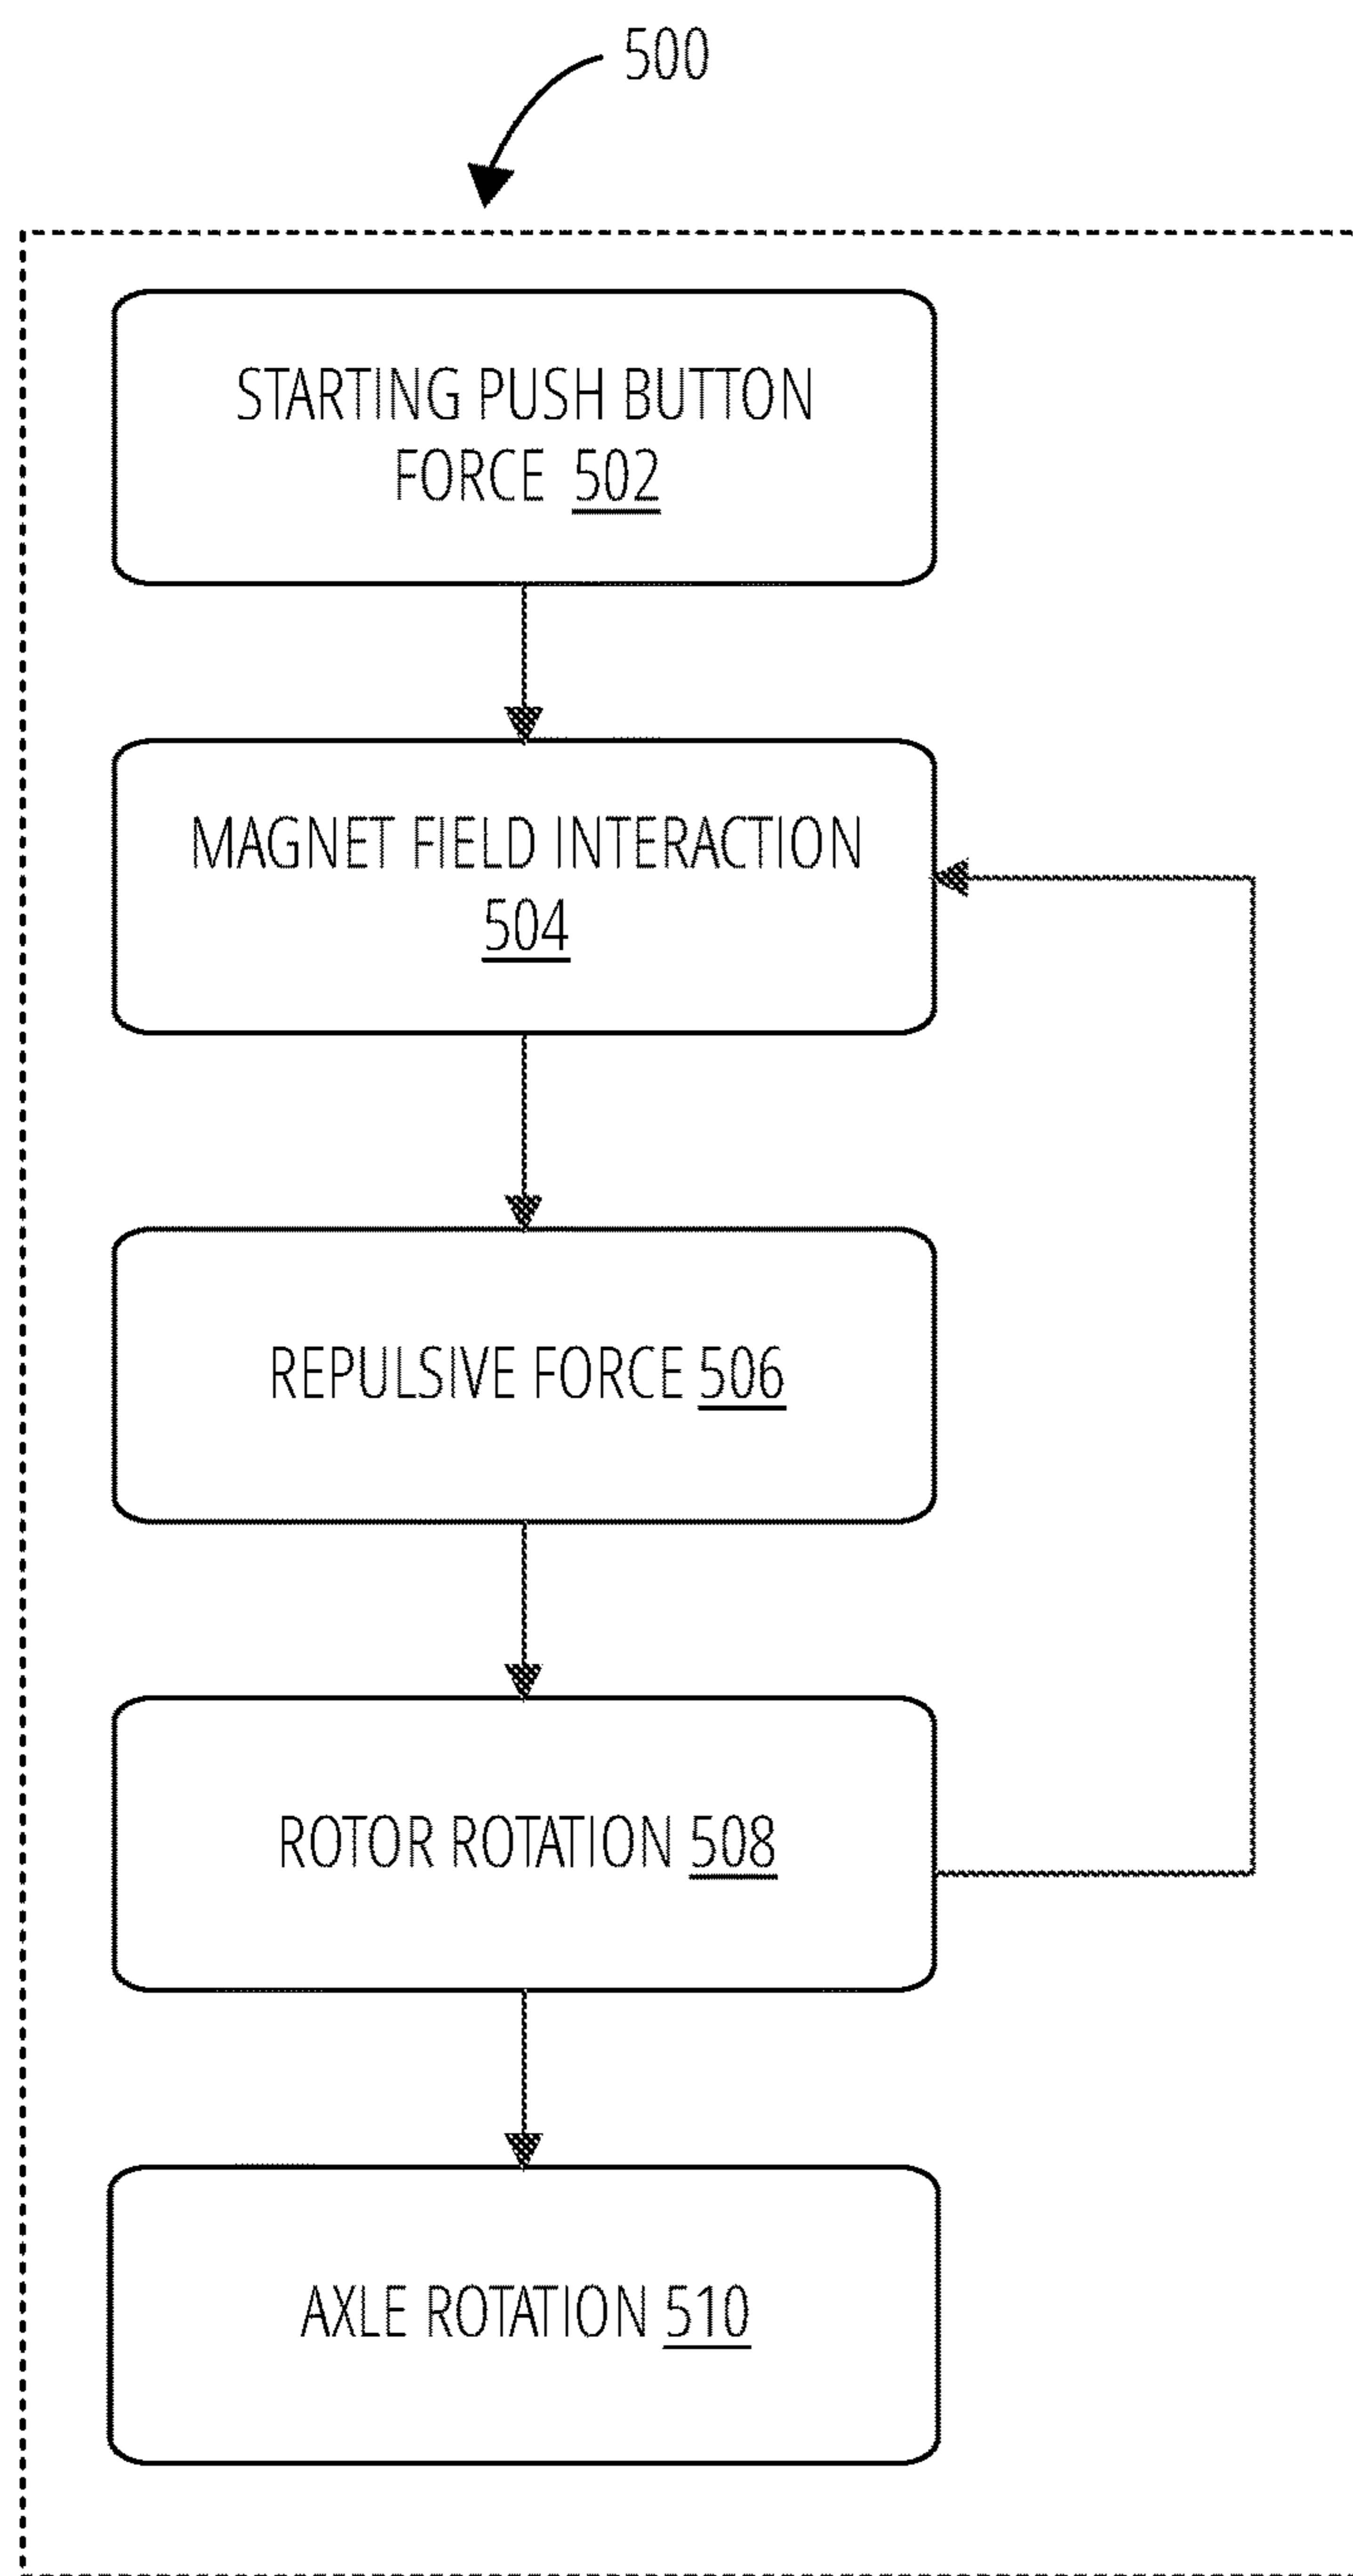 500
STARTING PUSH BUTTON
FORCE 502
MAGNET FIELD INTERACTION
504
REPULSIVE FORCE 506
ROTOR ROTATION 508
AXLE ROTATION 510